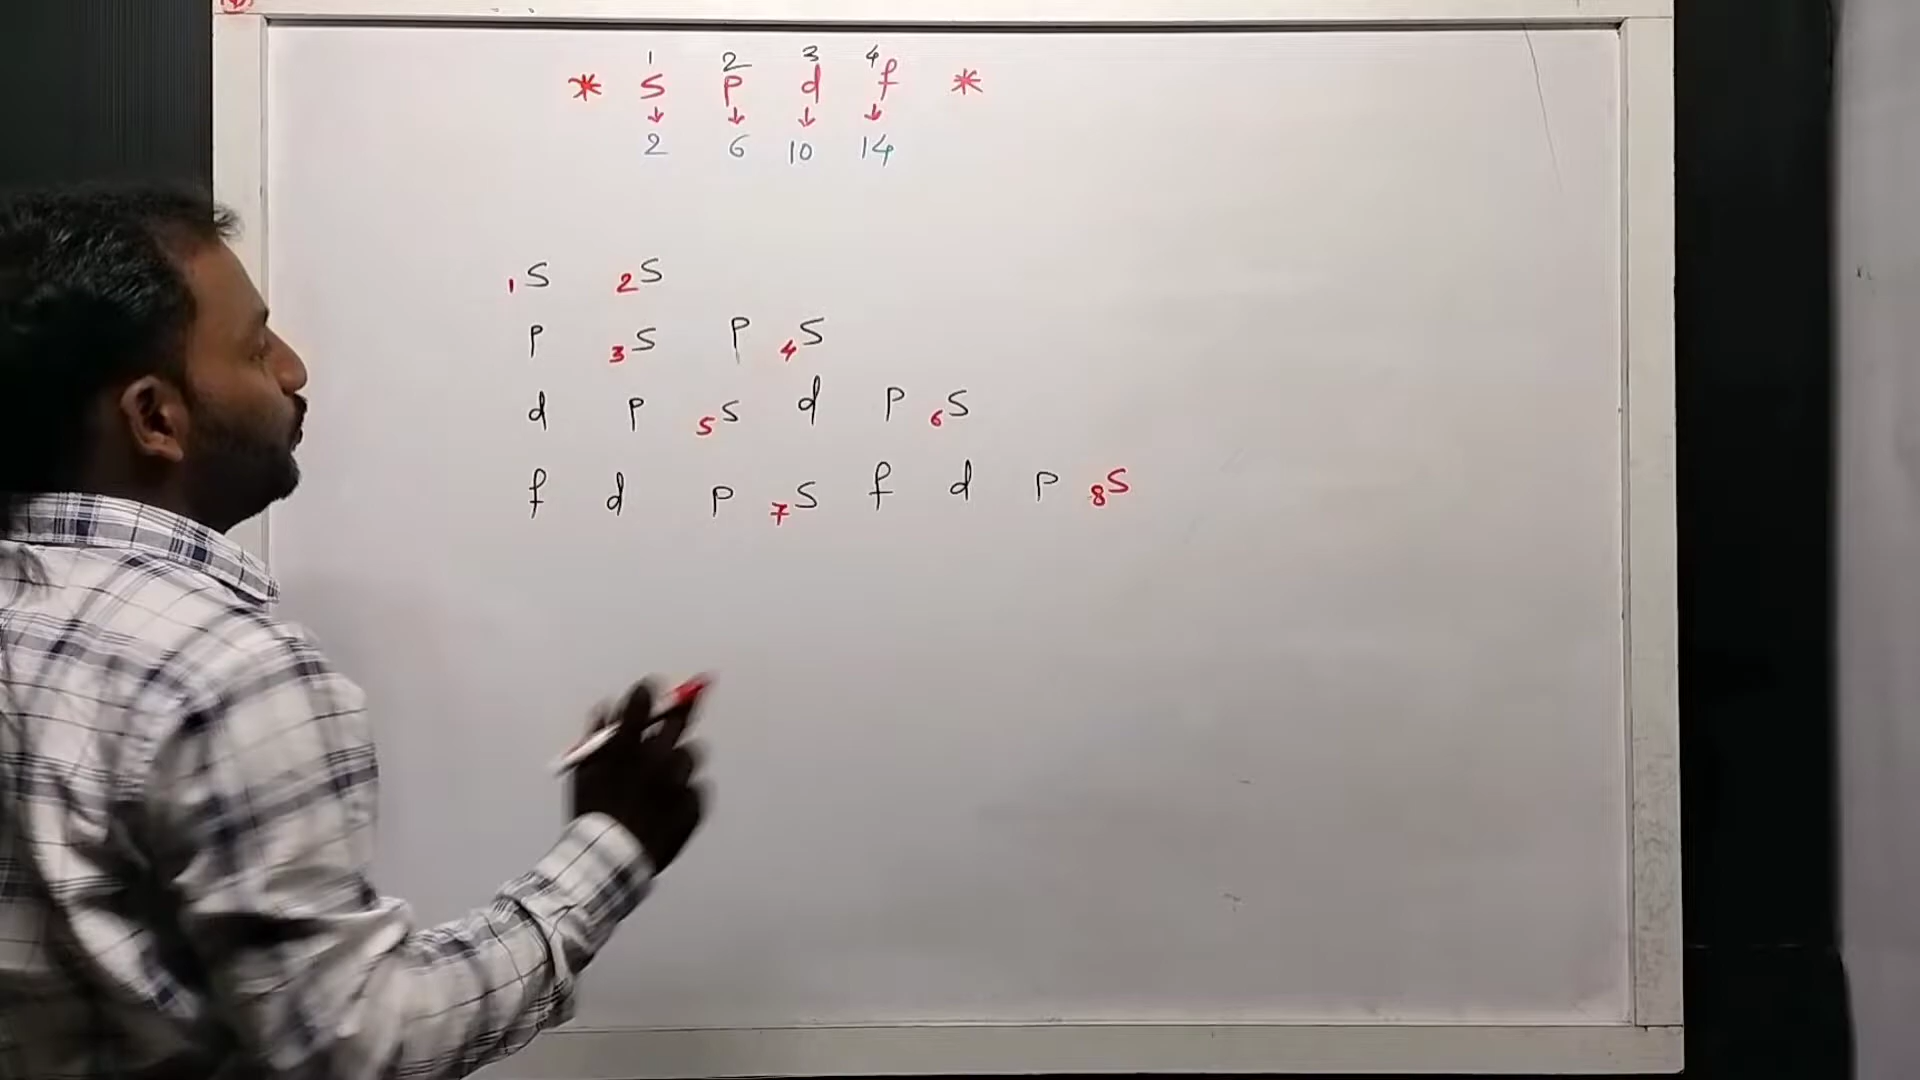 1 2 3 4
* s p d f *
↓ ↓ ↓ ↓
2 6 10 14
1S 2S
P 3S P 4S
d P 5S d P 6S
f d P 7S f d P 8S